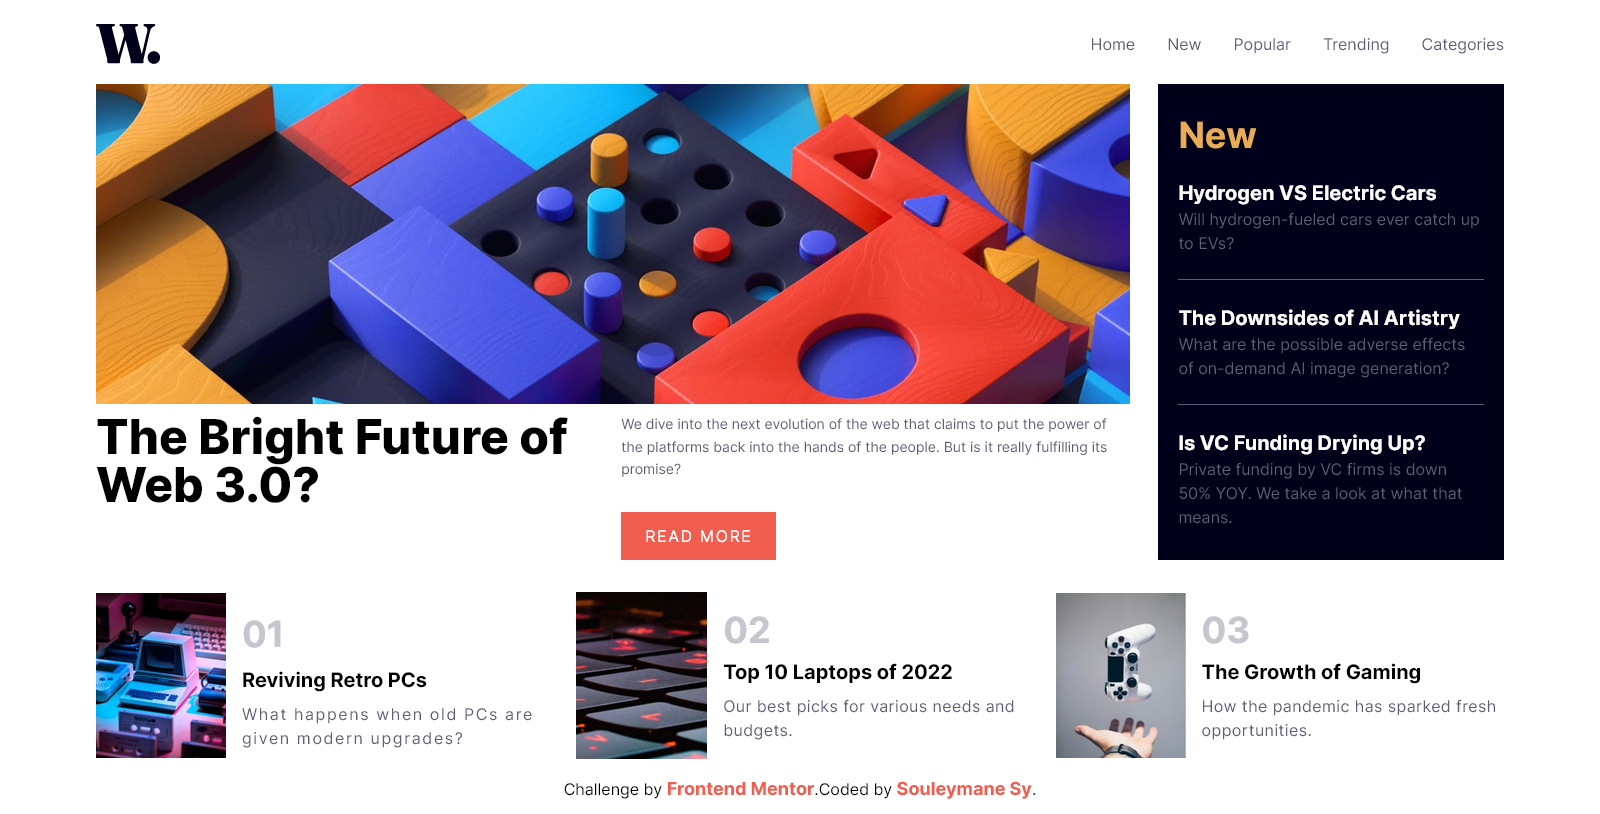 W.
Home New Popular Trending Categories
The Bright Future of
Web 3.0?
We dive into the next evolution of the web that claims to put the power of
the platforms back into the hands of the people. But is it really fulfilling its
promise?
READ MORE
New
Hydrogen VS Electric Cars
Will hydrogen-fueled cars ever catch up
to EVs?
The Downsides of AI Artistry
What are the possible adverse effects
of on-demand AI image generation?
Is VC Funding Drying Up?
Private funding by VC firms is down
50% YOY. We take a look at what that
means.
01
Reviving Retro PCs
What happens when old PCs are
given modern upgrades?
02
Top 10 Laptops of 2022
Our best picks for various needs and
budgets.
03
The Growth of Gaming
How the pandemic has sparked fresh
opportunities.
Challenge by Frontend Mentor.Coded by Souleymane Sy.